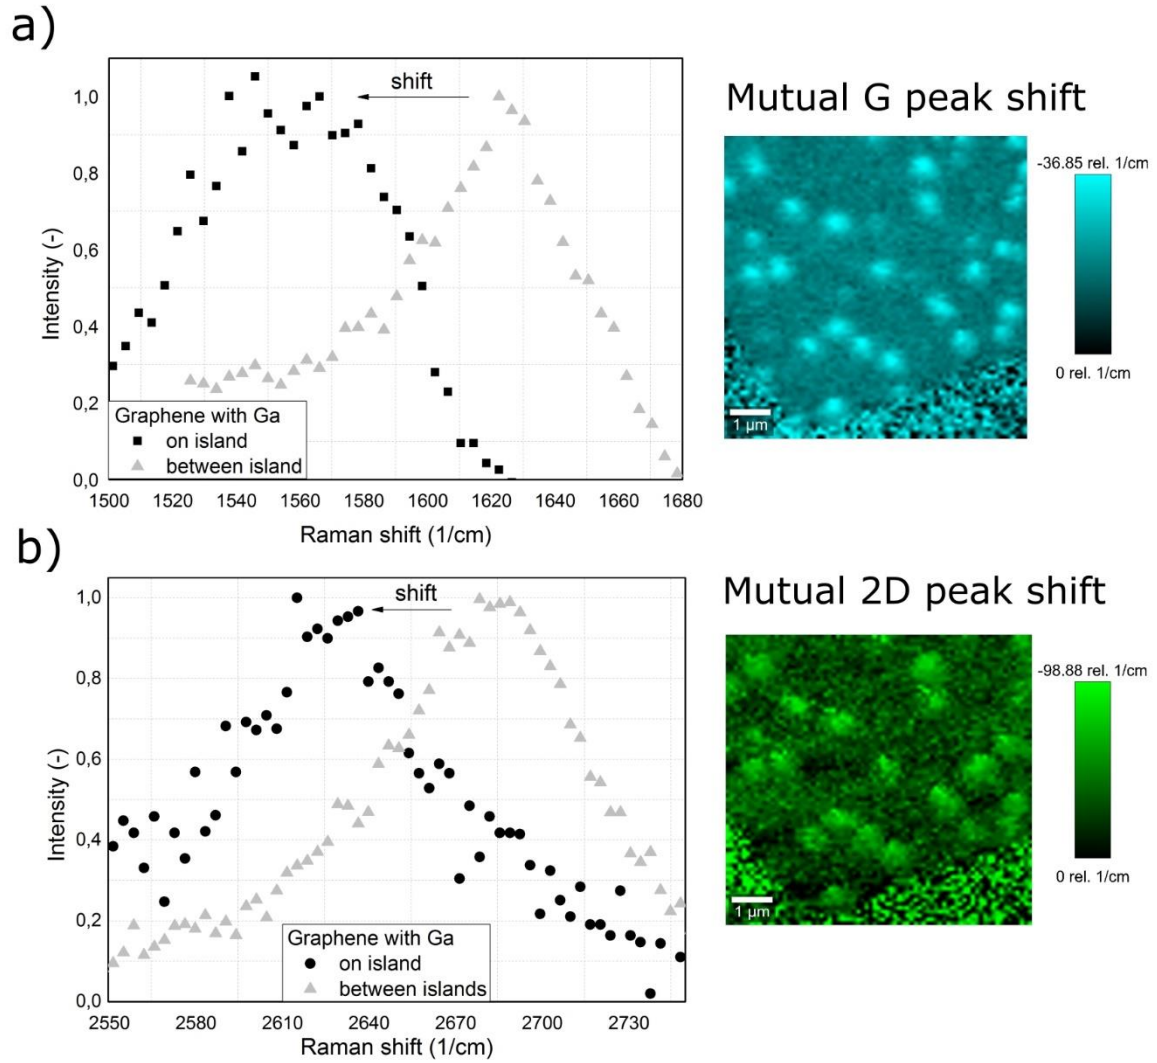 a)
Intensity (-)
1,0
0,8
0,6
0,4
0,2
0,0
shift
Graphene with Ga
on island
between island
1500 1520 1540 1560 1580 1600 1620 1640 1660 1680
Raman shift (1/cm)
Mutual G peak shift
-36.85 rel. 1/cm
0 rel. 1/cm
1 µm
b)
Intensity (-)
1,0
0,8
0,6
0,4
0,2
0,0
shift
Graphene with Ga
on island
between islands
2550 2580 2610 2640 2670 2700 2730
Raman shift (1/cm)
Mutual 2D peak shift
-98.88 rel. 1/cm
0 rel. 1/cm
1 µm